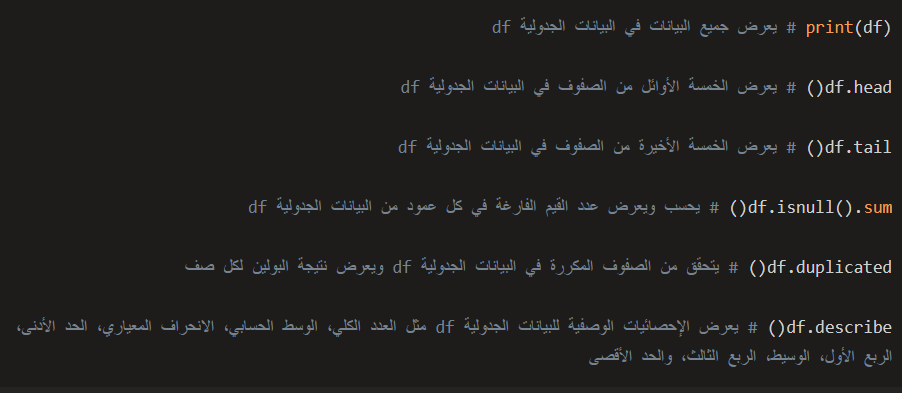 print(df) # يعرض جميع البيانات في البيانات الجدولية df
df.head() # يعرض الخمسة الأوائل من الصفوف في البيانات الجدولية df
df.tail() # يعرض الخمسة الأخيرة من الصفوف في البيانات الجدولية df
df.isnull().sum() # يحسب ويعرض عدد القيم الفارغة في كل عمود من البيانات الجدولية df
df.duplicated() # يتحقق من الصفوف المكررة في البيانات الجدولية df ويعرض نتيجة البولين لكل صف
df.describe() # يعرض الإحصائيات الوصفية للبيانات الجدولية df مثل العدد الكلي، الوسط الحسابي، الانحراف المعياري، الحد الأدنى،
الربع الأول، الوسيط، الربع الثالث، والحد الأقصى